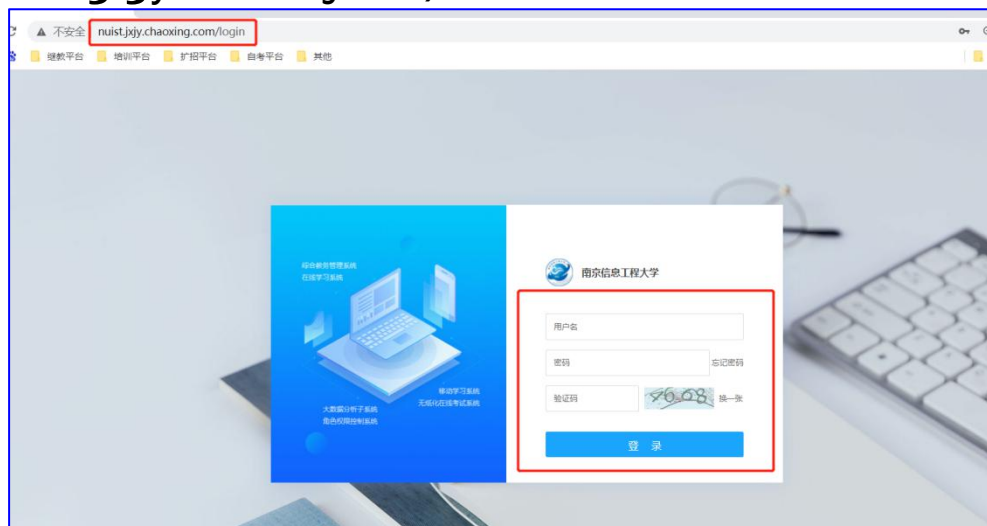 不安全 nuist.jxjy.chaoxing.com/login
继教平台 培训平台 扩招平台 自考平台 其他
综合教务管理系统
在线学习系统
南京信息工程大学
用户名
密码 忘记密码
验证码 4608 换一张
移动学习系统
无纸化在线考试系统
大数据分析子系统
角色权限控制系统
登 录